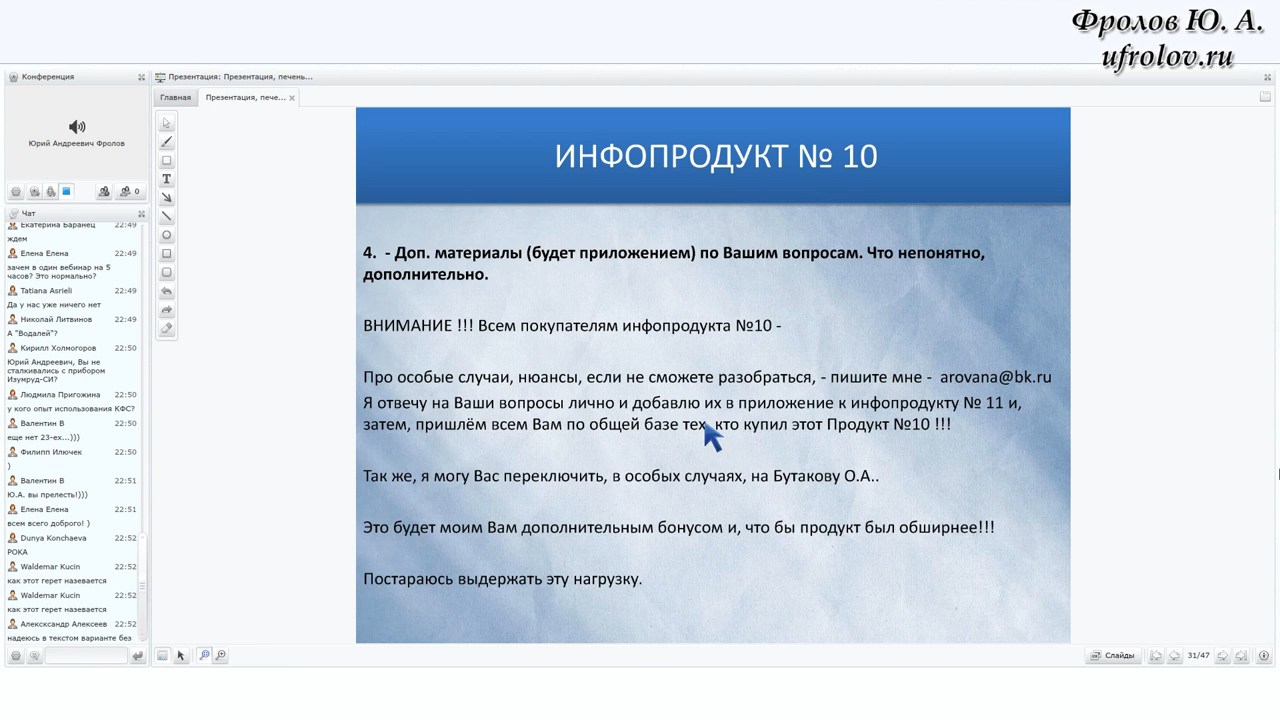 Фролов Ю. А.
ufrolov.ru
Конференция
Юрий Андреевич Фролов
0
Чат
Екатерина Баранец 22:49
ждем
Елена Елена 22:49
зачем в один вебинар на 5
часов? Это нормально?
Tatiana Asrieli 22:49
Да у нас уже ничего нет
Николай Литвинов 22:49
А "Водалей"?
Кирилл Холмогоров 22:50
Юрий Андреевич, Вы не
сталкивались с прибором
Изумруд-СИ?
Людмила Пригожина 22:50
у кого опыт использования КФС?
Валентин В 22:50
еще нет 23-ех...)))
Филипп Илючек 22:50
)
Валентин В 22:51
Ю.А. вы прелесть!)))
Елена Елена 22:51
всем всего доброго! )
Dunya Konchaeva 22:52
РОКА
Waldemar Kucin 22:52
как этот герет назевается
Waldemar Kucin 22:52
как этот герет назевается
Алексксандр Алексеев 22:52
надеюсь в текстом варианте без
Презентация: Презентация, печень...
Главная
Презентация, пече...
T
ИНФОПРОДУКТ № 10
4. - Доп. материалы (будет приложением) по Вашим вопросам. Что непонятно,
дополнительно.
ВНИМАНИЕ !!! Всем покупателям инфопродукта №10 -
Про особые случаи, нюансы, если не сможете разобраться, - пишите мне - arovana@bk.ru
Я отвечу на Ваши вопросы лично и добавлю их в приложение к инфопродукту № 11 и,
затем, пришлём всем Вам по общей базе тех, кто купил этот Продукт №10 !!!
Так же, я могу Вас переключить, в особых случаях, на Бутакову О.А..
Это будет моим Вам дополнительным бонусом и, что бы продукт был обширнее!!!
Постараюсь выдержать эту нагрузку.
Слайды
31/47